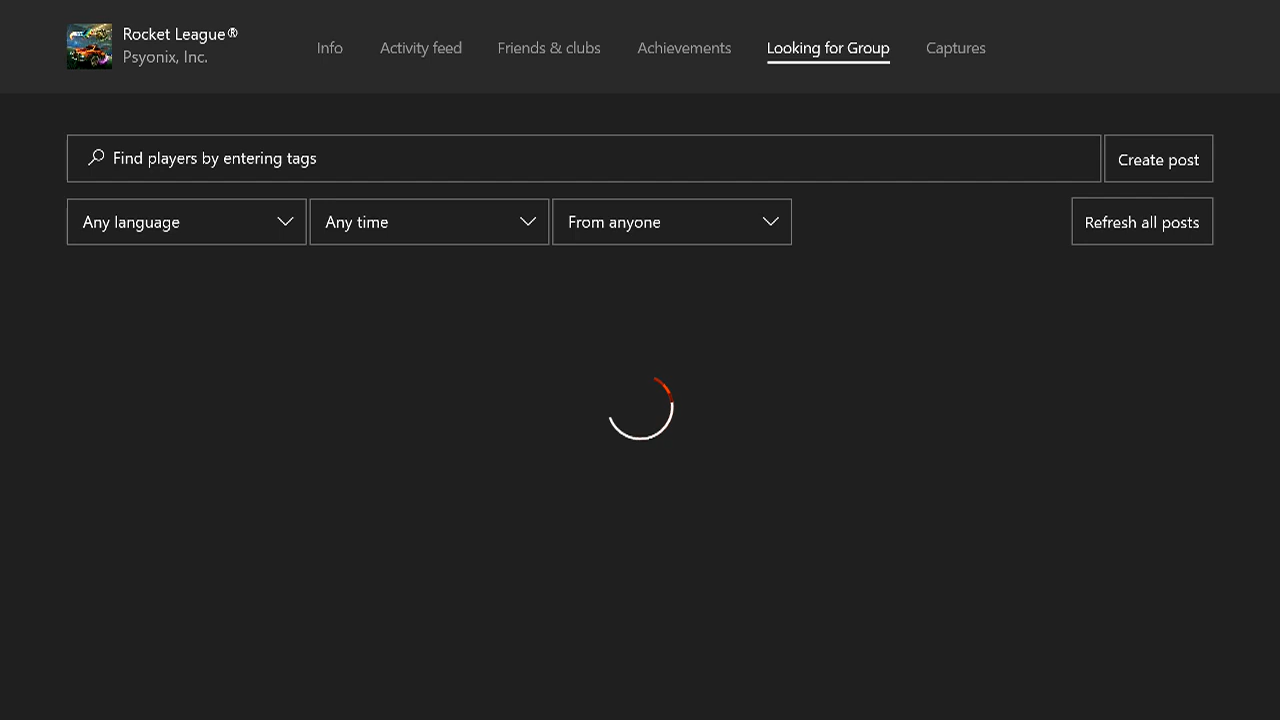 Rocket League®
Psyonix, Inc.
Info
Activity feed
Friends & clubs
Achievements
Looking for Group
Captures
Find players by entering tags
Create post
Any language
Any time
From anyone
Refresh all posts